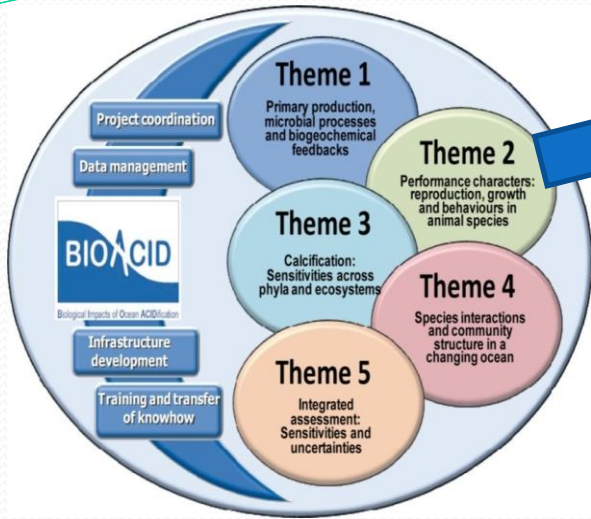 Project coordination
Data management
BIOACID
Biological Impacts of Ocean ACIDification
Infrastructure
development
Training and transfer
of knowhow
Theme 1
Primary production,
microbial processes
and biogeochemical
feedbacks
Theme 2
Performance characters:
reproduction, growth
and behaviours in
animal species
Theme 3
Calcification:
Sensitivities across
phyla and ecosystems
Theme 4
Species interactions
and community
structure in a
changing ocean
Theme 5
Integrated
assessment:
Sensitivities and
uncertainties